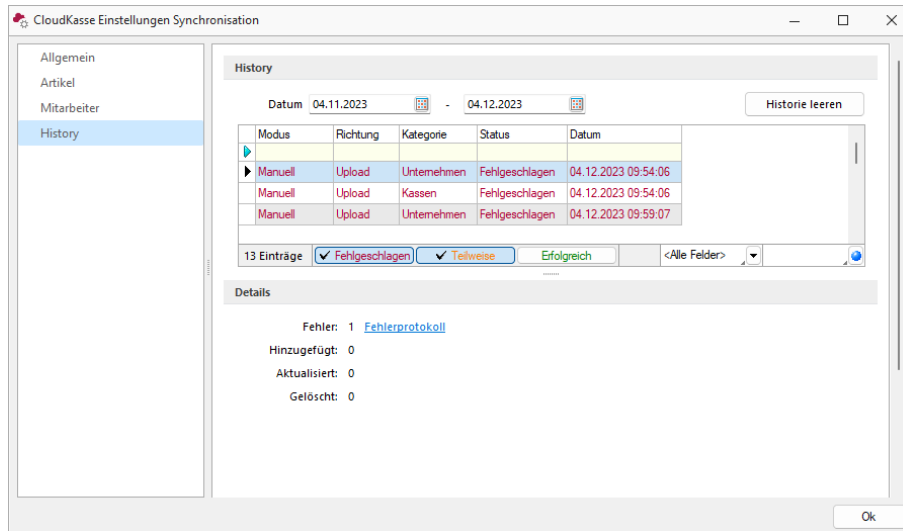 CloudKasse Einstellungen Synchronisation
Allgemein
Artikel
Mitarbeiter
History
History
Datum 04.11.2023 - 04.12.2023 Historie leeren
Modus Richtung Kategorie Status Datum
Manuell Upload Unternehmen Fehlgeschlagen 04.12.2023 09:54:06
Manuell Upload Kassen Fehlgeschlagen 04.12.2023 09:54:06
Manuell Upload Unternehmen Fehlgeschlagen 04.12.2023 09:59:07
13 Einträge Fehlgeschlagen Teilweise Erfolgreich <Alle Felder>
Details
Fehler: 1 Fehlerprotokoll
Hinzugefügt: 0
Aktualisiert: 0
Gelöscht: 0
Ok